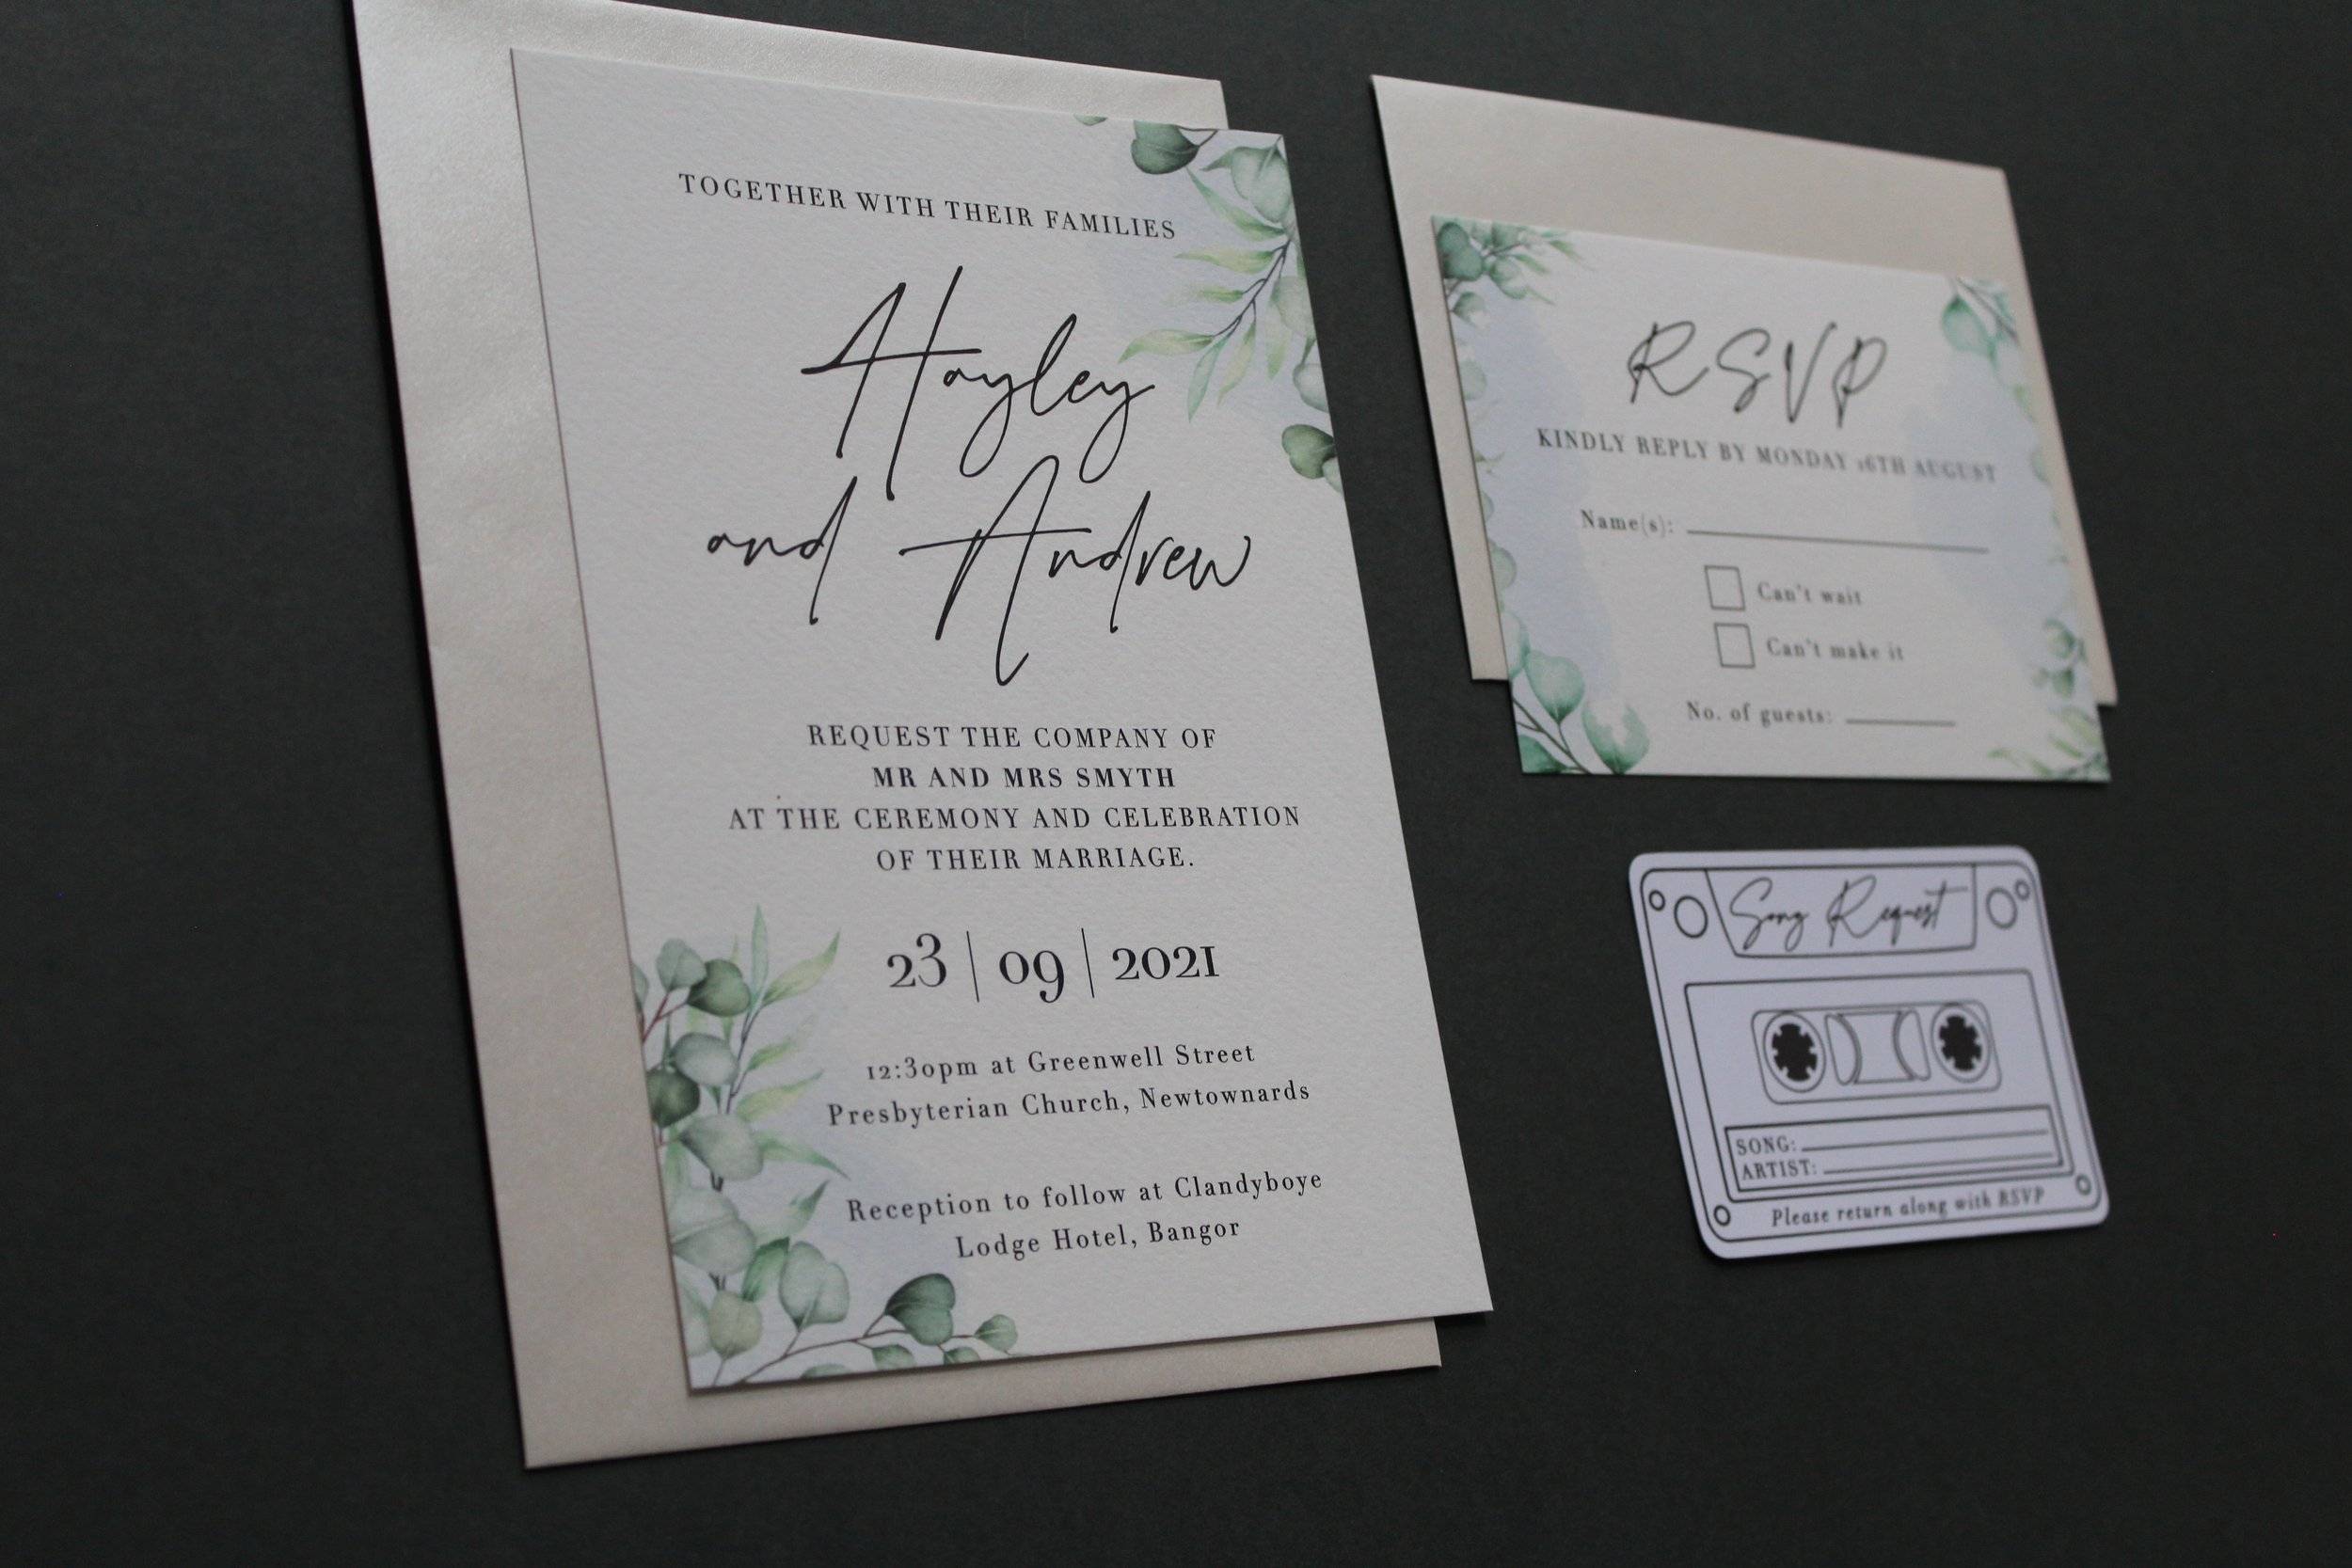 TOGETHER WITH THEIR FAMILIES
Hayley
and Andrew
REQUEST THE COMPANY OF
MR AND MRS SMYTH
AT THE CEREMONY AND CELEBRATION
OF THEIR MARRIAGE.
23 | 09 | 2021
12:30pm at Greenwell Street
Presbyterian Church, Newtownards
Reception to follow at Clandyboye
Lodge Hotel, Bangor
RSVP
KINDLY REPLY BY MONDAY 16TH AUGUST
Name(s):
Can't wait
Can't make it
No. of guests:
Song Request
SONG:
ARTIST:
Please return along with RSVP